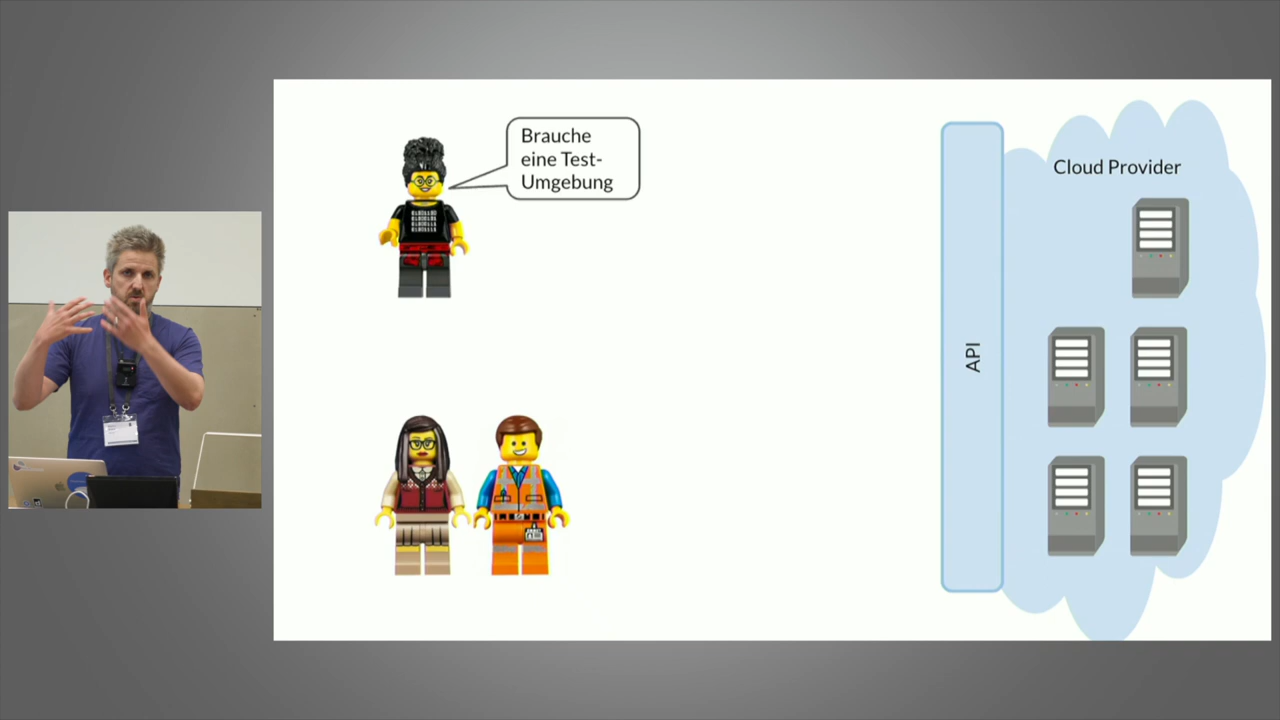 Brauche
eine Test-
Umgebung
API
Cloud Provider